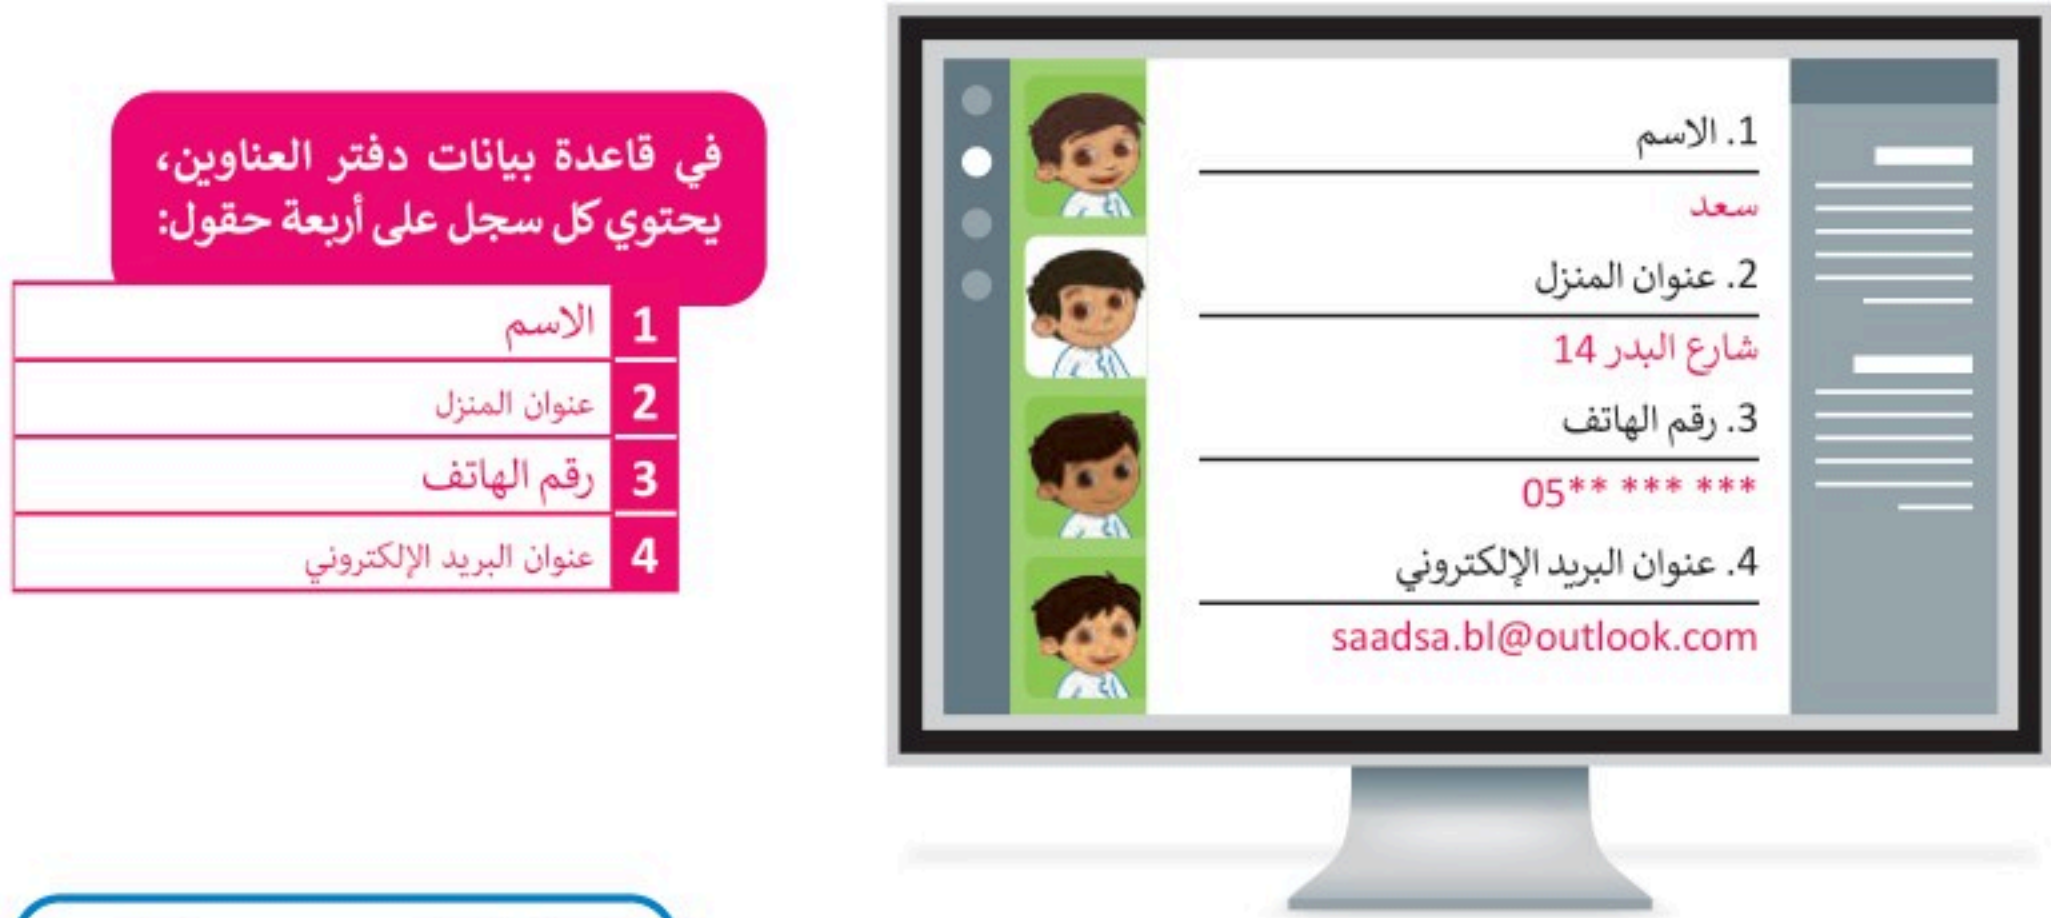 في قاعدة بيانات دفتر العناوين،
يحتوي كل سجل على أربعة حقول:
1 الاسم
2 عنوان المنزل
3 رقم الهاتف
4 عنوان البريد الإلكتروني
1. الاسم
سعد
2. عنوان المنزل
شارع البدر 14
3. رقم الهاتف
05** *** ***
4. عنوان البريد الإلكتروني
saadsa.bl@outlook.com